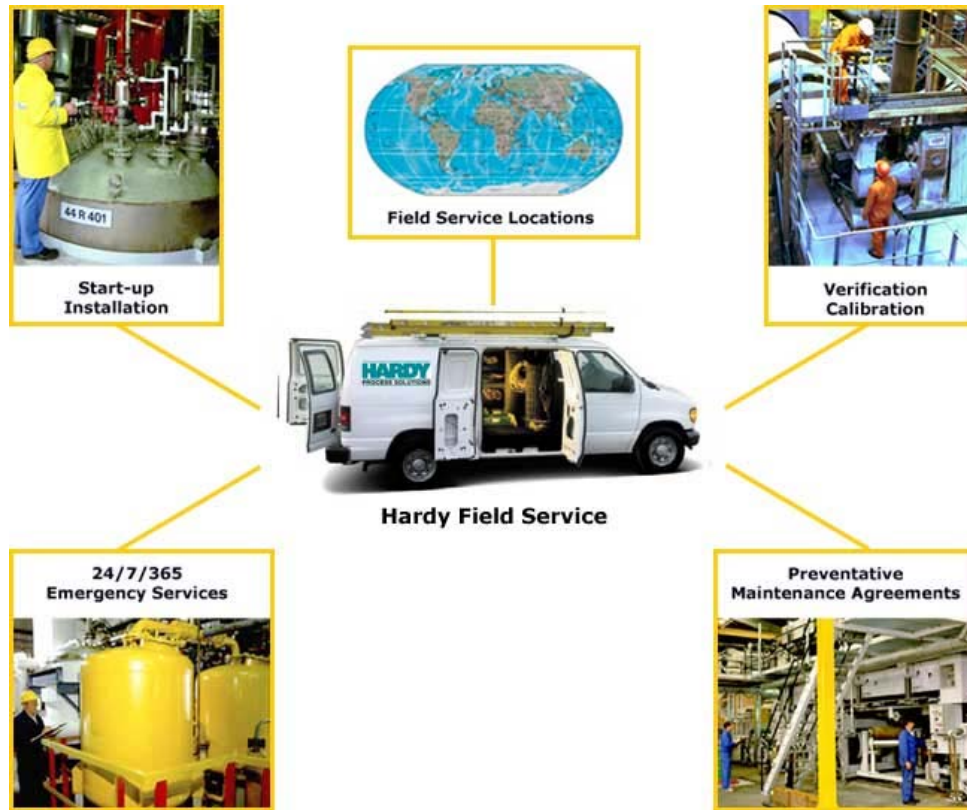 44 R 401
Start-up
Installation
Field Service Locations
Verification
Calibration
HARDY
PROCESS SOLUTIONS
Hardy Field Service
24/7/365
Emergency Services
Preventative
Maintenance Agreements